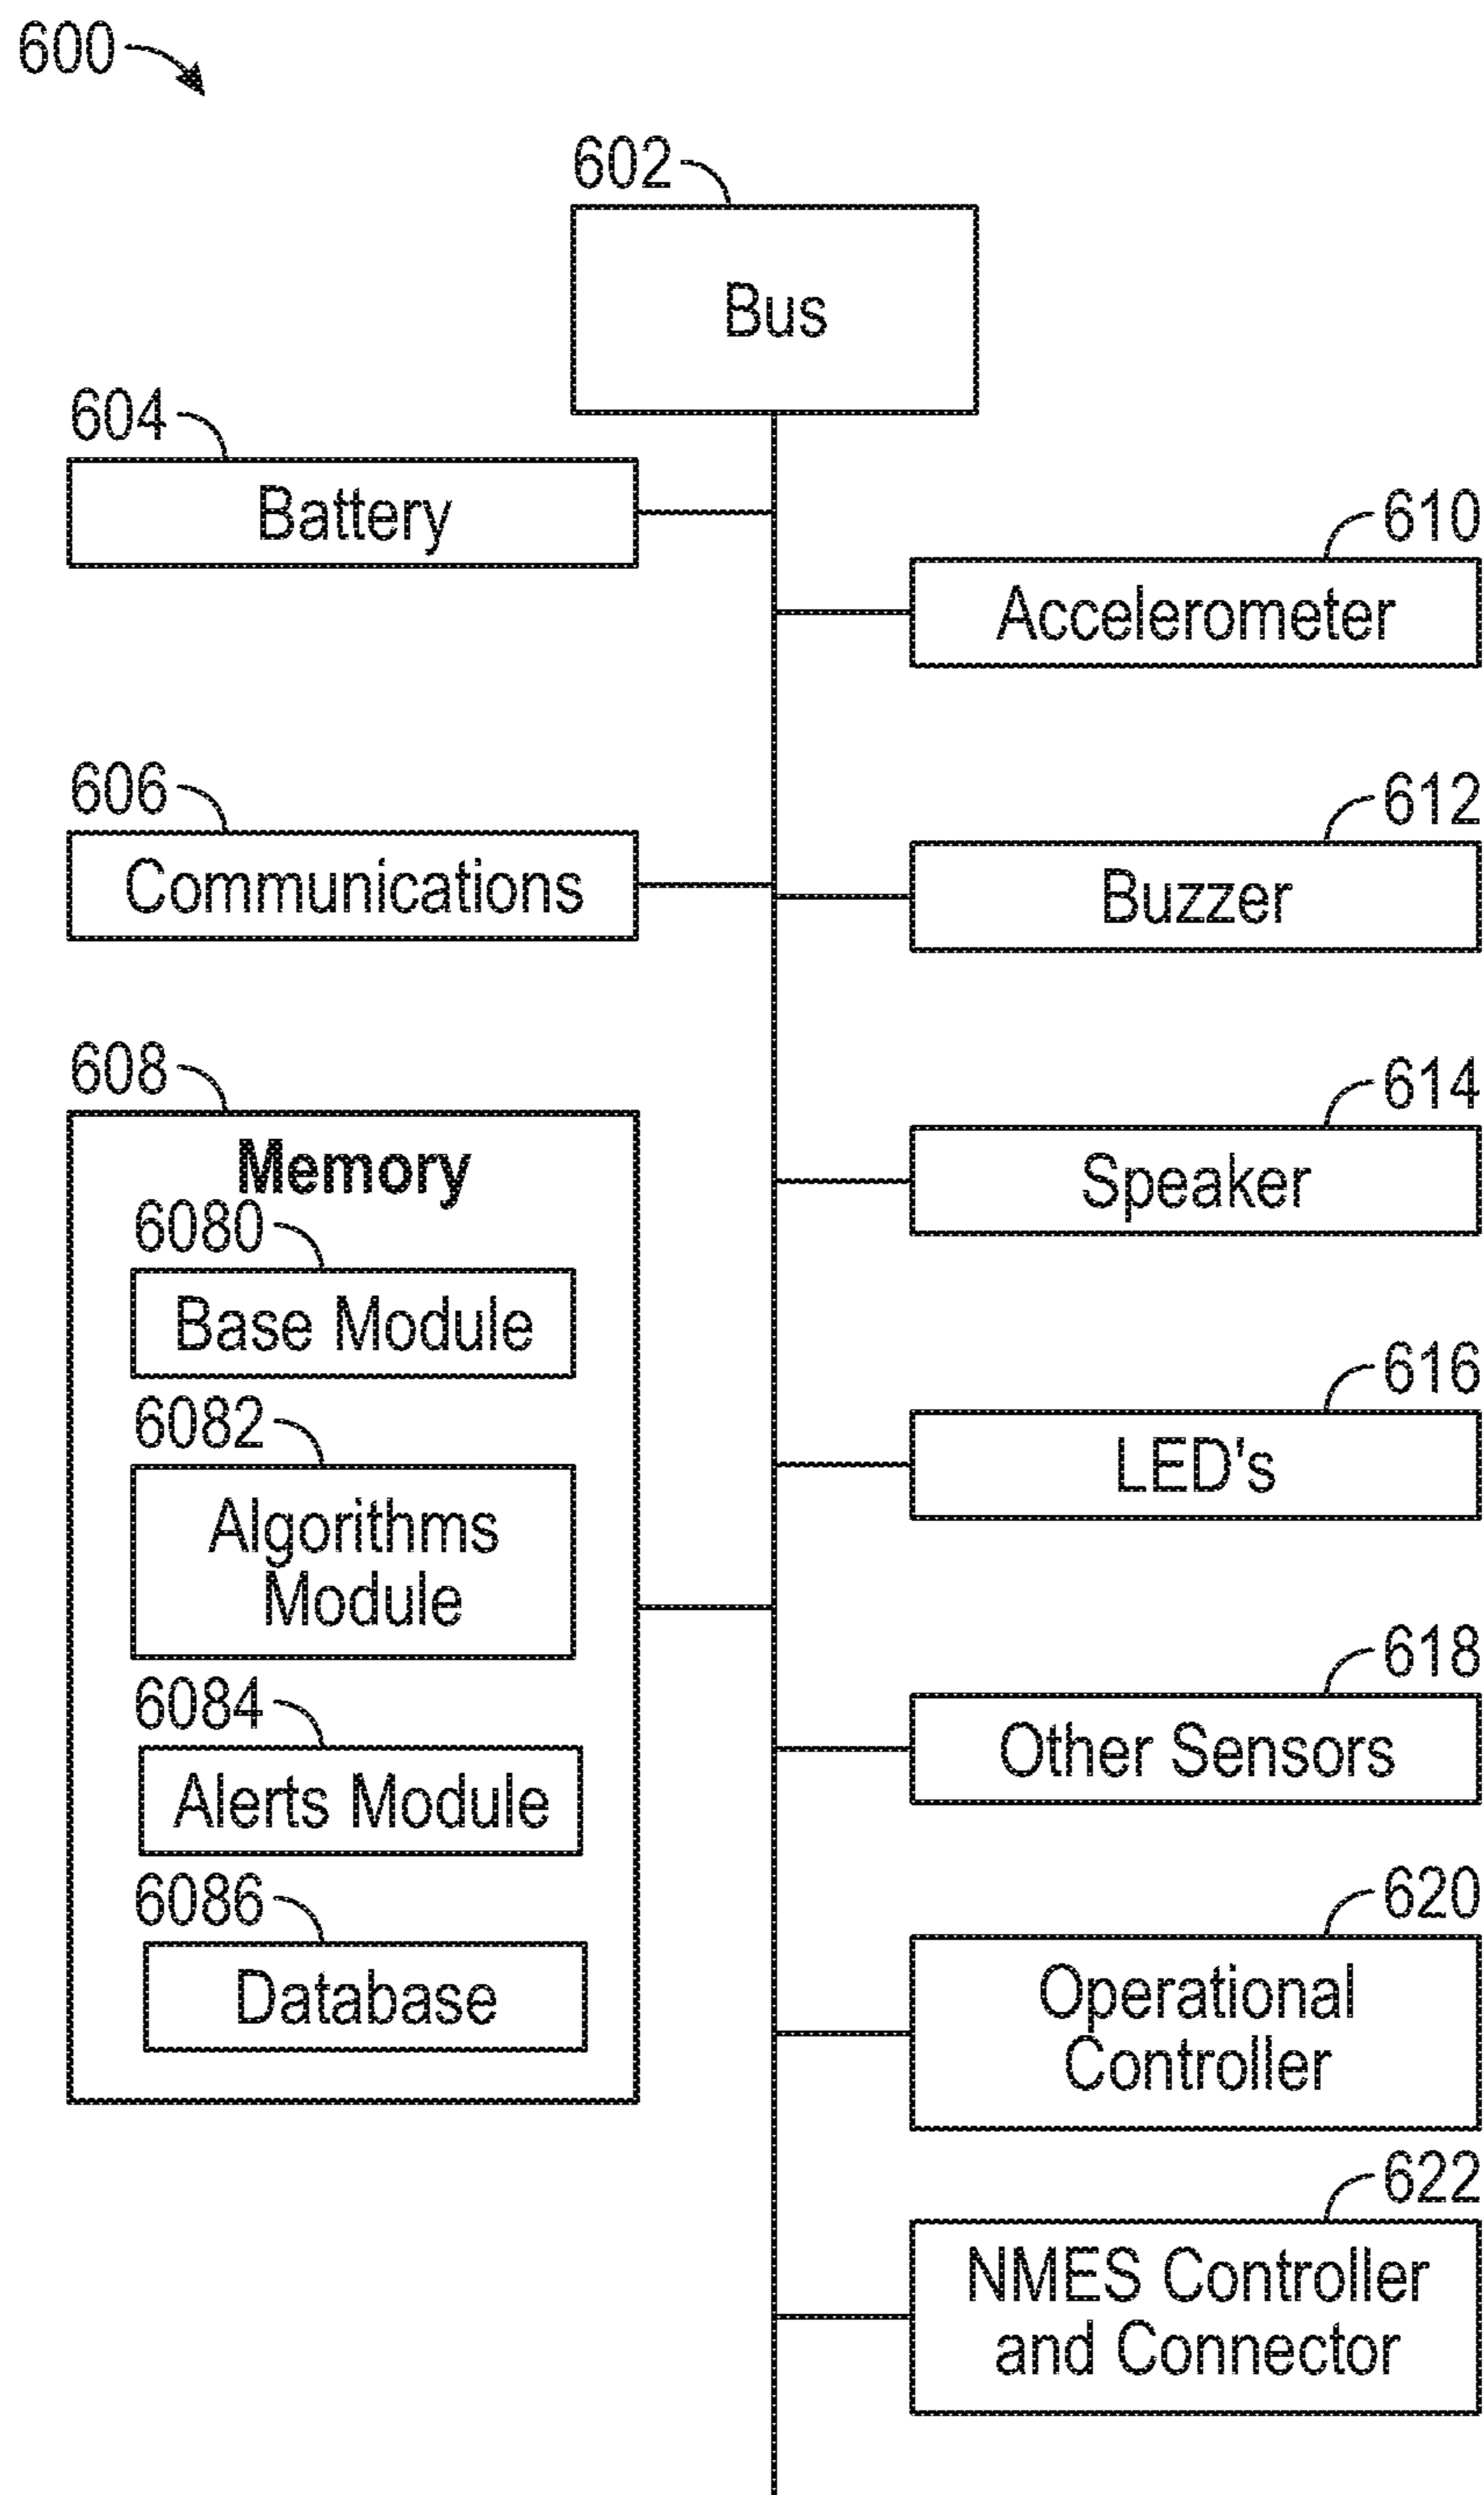 600
602
Bus
604
Battery
610
Accelerometer
606
Communications
612
Buzzer
608
Memory
6080
Base Module
6082
Algorithms
Module
6084
Alerts Module
6086
Database
614
Speaker
616
LED's
618
Other Sensors
620
Operational
Controller
622
NMES Controller
and Connector